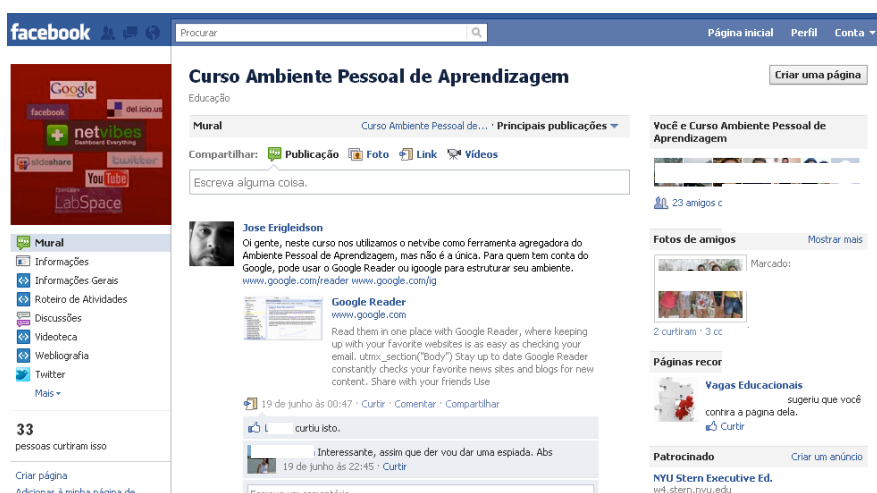 facebook
Procurar
Página inicial Perfil Conta
Google
facebook
del.icio.us
netvibes
Dashboard Everything
slideshare
twitter
YouTube
OpenLearn
LabSpace
Mural
Informações
Informações Gerais
Roteiro de Atividades
Discussões
Videoteca
Webliografia
Twitter
Mais
33
pessoas curtiram isso
Criar página
Adicionar à minha página de
Curso Ambiente Pessoal de Aprendizagem
Educação
Mural Curso Ambiente Pessoal de... · Principais publicações
Compartilhar: Publicação Foto Link Vídeos
Escreva alguma coisa.
Jose Erigleidson
Oi gente, neste curso nos utilizamos o netvibe como ferramenta agregadora do
Ambiente Pessoal de Aprendizagem, mas não é a única. Para quem tem conta do
Google, pode usar o Google Reader ou igoogle para estruturar seu ambiente.
www.google.com/reader www.google.com/ig
Google Reader
www.google.com
Read them in one place with Google Reader, where keeping
up with your favorite websites is as easy as checking your
email. utmx_section("Body") Stay up to date Google Reader
constantly checks your favorite news sites and blogs for new
content. Share with your friends Use
19 de junho às 00:47 · Curtir · Comentar · Compartilhar
L curtiu isto.
Interessante, assim que der vou dar uma espiada. Abs
19 de junho às 22:45 · Curtir
Escreva um comentário
Criar uma página
Você e Curso Ambiente Pessoal de
Aprendizagem
23 amigos c
Fotos de amigos Mostrar mais
Marcado:
2 curtiram · 3 cc
Páginas recor
Vagas Educacionais
sugeriu que você
confira a pagina dela.
Curtir
Patrocinado Criar um anúncio
NYU Stern Executive Ed.
w4.stern.nyu.edu